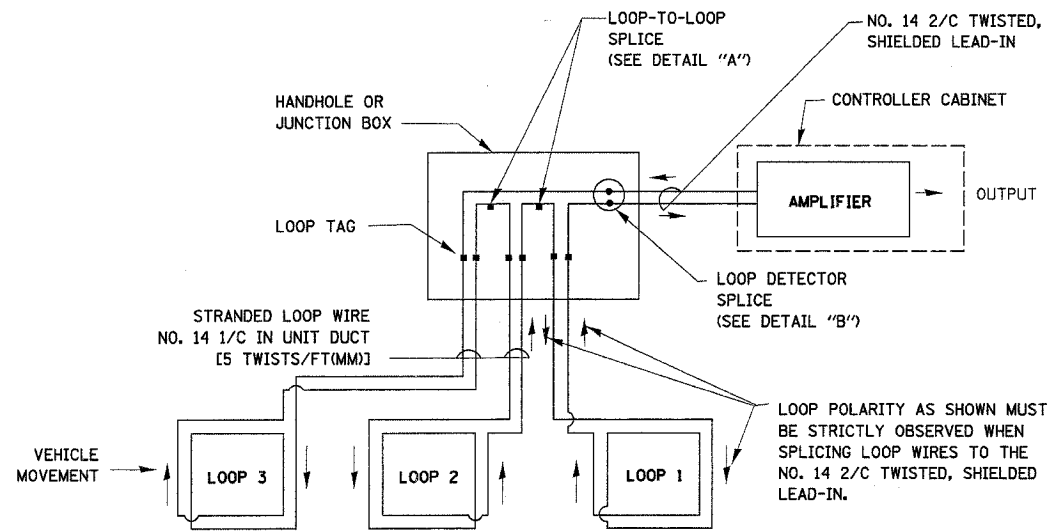 LOOP-TO-LOOP
SPLICE
(SEE DETAIL "A")
NO. 14 2/C TWISTED,
SHIELDED LEAD-IN
HANDHOLE OR
JUNCTION BOX
CONTROLLER CABINET
AMPLIFIER
OUTPUT
LOOP TAG
LOOP DETECTOR
SPLICE
(SEE DETAIL "B")
STRANDED LOOP WIRE
NO. 14 1/C IN UNIT DUCT
[5 TWISTS/FT(MM)]
LOOP POLARITY AS SHOWN MUST
BE STRICTLY OBSERVED WHEN
SPLICING LOOP WIRES TO THE
NO. 14 2/C TWISTED, SHIELDED
LEAD-IN.
VEHICLE
MOVEMENT
LOOP 3
LOOP 2
LOOP 1